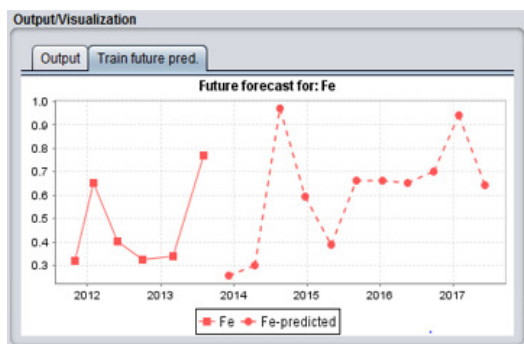 Output/Visualization
Output Train future pred.
Future forecast for: Fe
1.0
0.9
0.8
0.7
0.6
0.5
0.4
0.3
2012 2013 2014 2015 2016 2017
Fe Fe-predicted